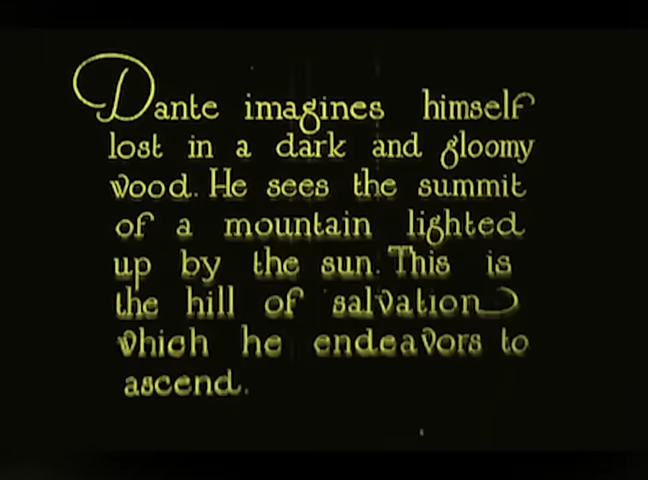 Dante imagines himself
lost in a dark and gloomy
wood. He sees the summit
of a mountain lighted
up by the sun. This is
the hill of salvation
which he endeavors to
ascend.